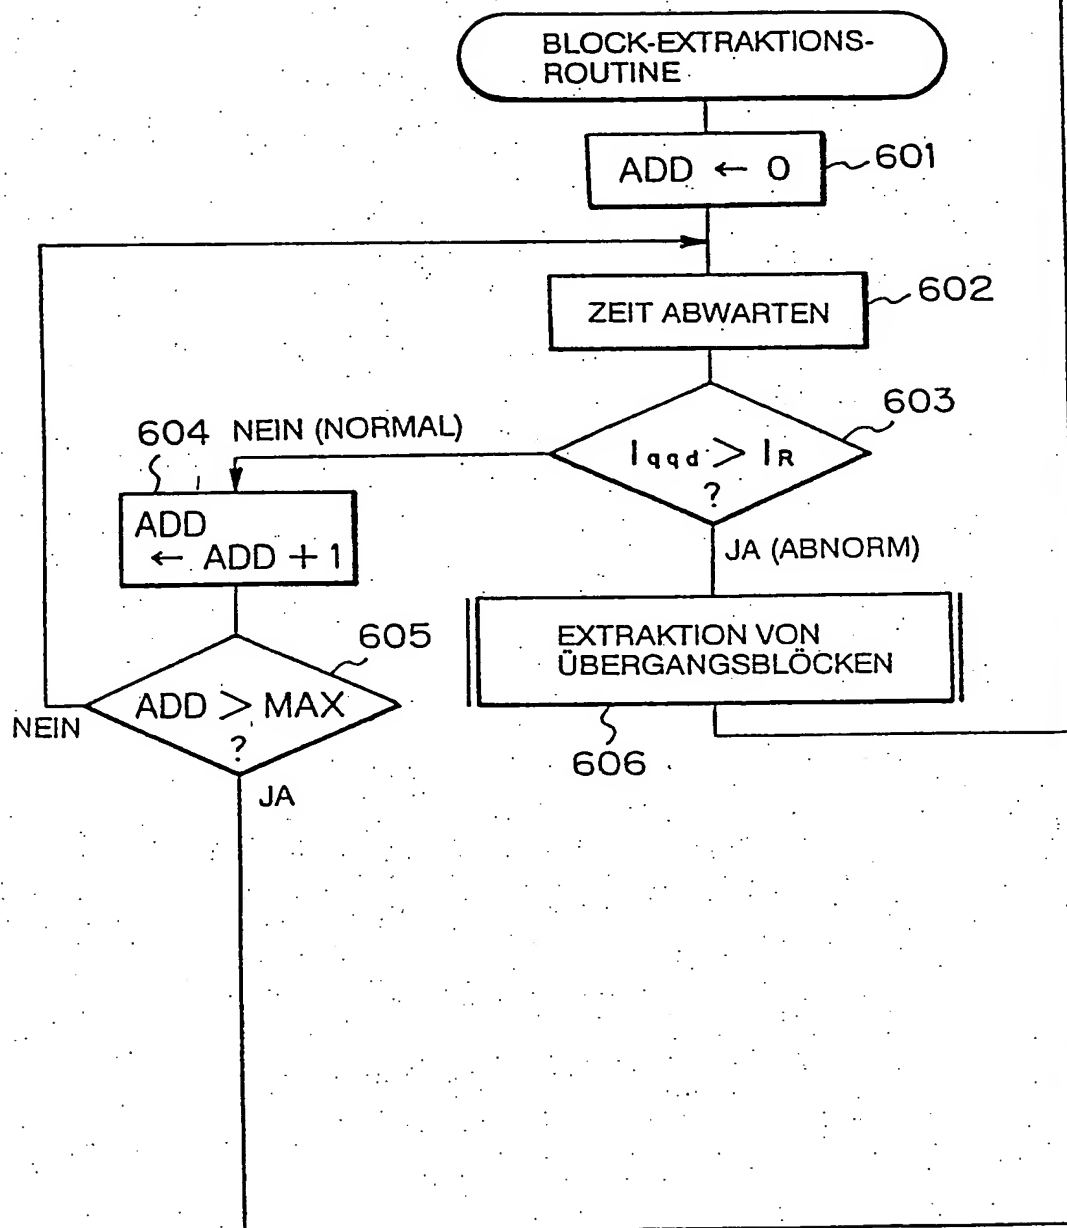 BLOCK-EXTRAKTIONS-
ROUTINE
ADD ← 0
601
ZEIT ABWARTEN
602
Iqqd > IR
?
603
NEIN (NORMAL)
JA (ABNORM)
604
ADD
← ADD + 1
605
ADD > MAX
?
NEIN
JA
EXTRAKTION VON
ÜBERGANGSBLÖCKEN
606